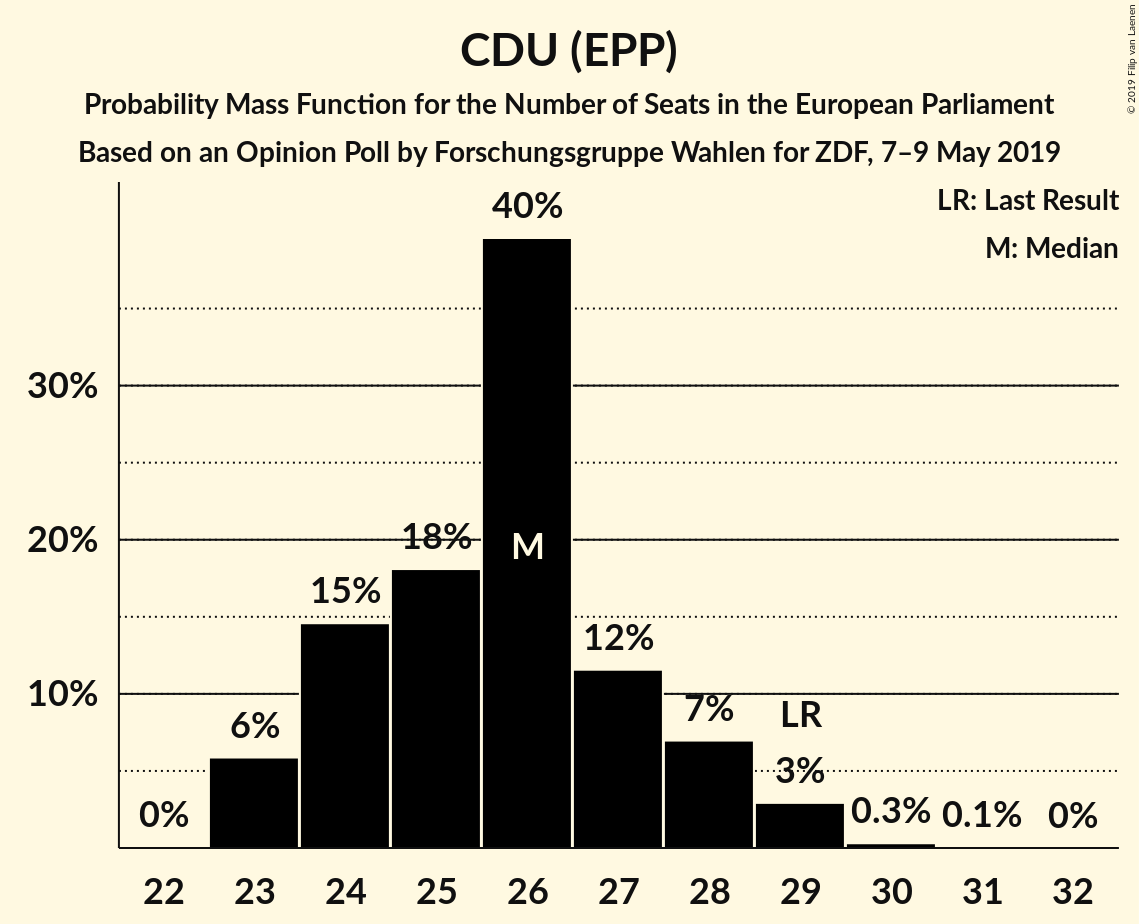 CDU (EPP)
Probability Mass Function for the Number of Seats in the European Parliament
Based on an Opinion Poll by Forschungsgruppe Wahlen for ZDF, 7–9 May 2019
© 2019 Filip van Laenen
LR: Last Result
M: Median
30%
20%
10%
0%
6%
15%
18%
40%
M
12%
7%
LR
3%
0.3%
0.1%
0%
22 23 24 25 26 27 28 29 30 31 32